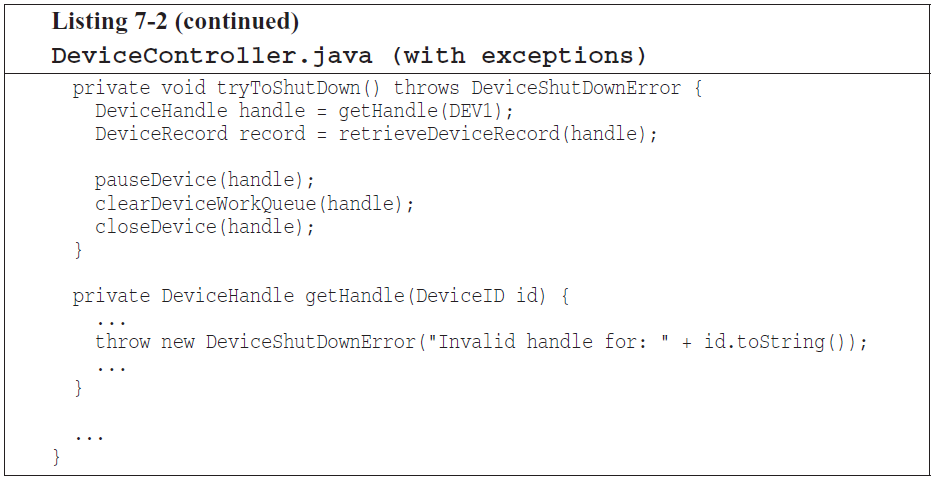 Listing 7-2 (continued)
DeviceController.java (with exceptions)
private void tryToShutDown() throws DeviceShutDownError {
DeviceHandle handle = getHandle(DEV1);
DeviceRecord record = retrieveDeviceRecord(handle);
pauseDevice(handle);
clearDeviceWorkQueue(handle);
closeDevice(handle);
}
private DeviceHandle getHandle(DeviceID id) {
...
throw new DeviceShutDownError("Invalid handle for: " + id.toString());
...
}
...
}